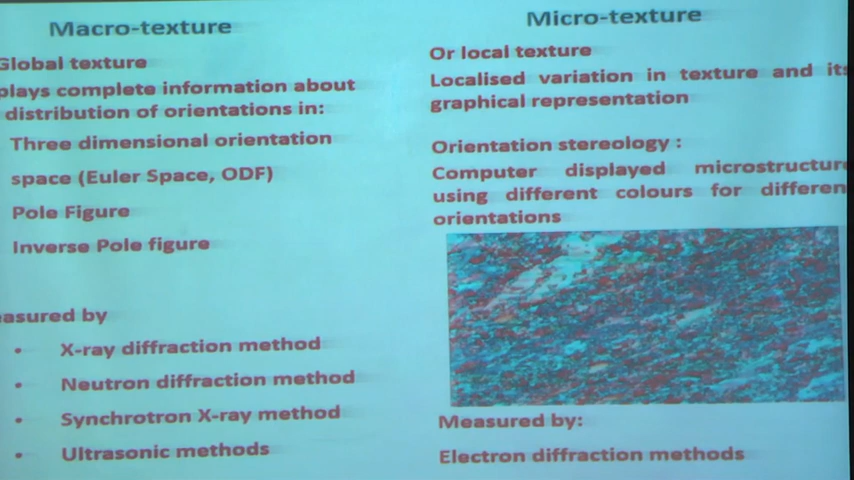 Macro-texture
Global texture
plays complete information about
distribution of orientations in:
Three dimensional orientation
space (Euler Space, ODF)
Pole Figure
Inverse Pole figure
easured by
• X-ray diffraction method
• Neutron diffraction method
• Synchrotron X-ray method
• Ultrasonic methods
Micro-texture
Or local texture
Localised variation in texture and its
graphical representation
Orientation stereology :
Computer displayed microstructure
using different colours for differen
orientations
Measured by:
Electron diffraction methods